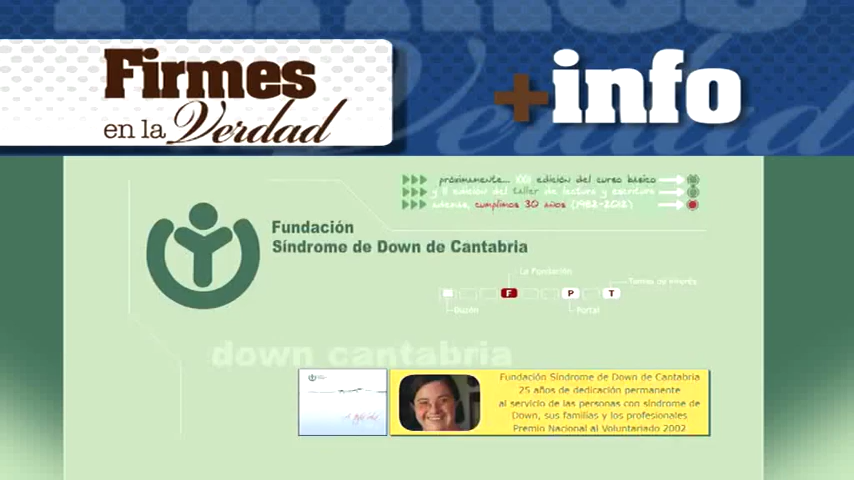 Firmes
en la Verdad
+info
próximamente... XXI edición del curso básico
y II edición del taller de lectura y escritura
además, cumplimos 30 años (1982-2012)
Fundación
Síndrome de Down de Cantabria
La Fundación
Temas de Interés
F P T
Buzón
Portal
down cantabria
Fundación Síndrome de Down de Cantabria
25 años de dedicación permanente
al servicio de las personas con síndrome de
Down, sus familias y los profesionales
Premio Nacional al Voluntariado 2002